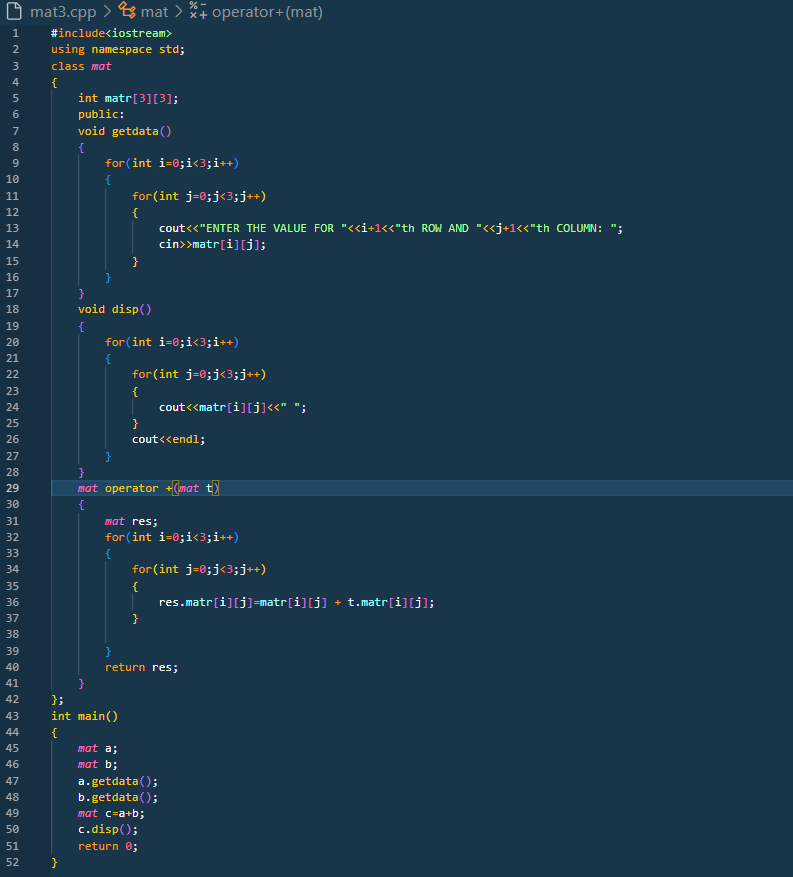 mat3.cpp > mat > operator+(mat)
1 #include<iostream>
2 using namespace std;
3 class mat
4 {
5     int matr[3][3];
6     public:
7     void getdata()
8     {
9         for(int i=0;i<3;i++)
10         {
11             for(int j=0;j<3;j++)
12             {
13                 cout<<"ENTER THE VALUE FOR "<<i+1<<"th ROW AND "<<j+1<<"th COLUMN: ";
14                 cin>>matr[i][j];
15             }
16         }
17     }
18     void disp()
19     {
20         for(int i=0;i<3;i++)
21         {
22             for(int j=0;j<3;j++)
23             {
24                 cout<<matr[i][j]<<" ";
25             }
26             cout<<endl;
27         }
28     }
29     mat operator +(mat t)
30     {
31         mat res;
32         for(int i=0;i<3;i++)
33         {
34             for(int j=0;j<3;j++)
35             {
36                 res.matr[i][j]=matr[i][j] + t.matr[i][j];
37             }
38
39         }
40         return res;
41     }
42 };
43 int main()
44 {
45     mat a;
46     mat b;
47     a.getdata();
48     b.getdata();
49     mat c=a+b;
50     c.disp();
51     return 0;
52 }